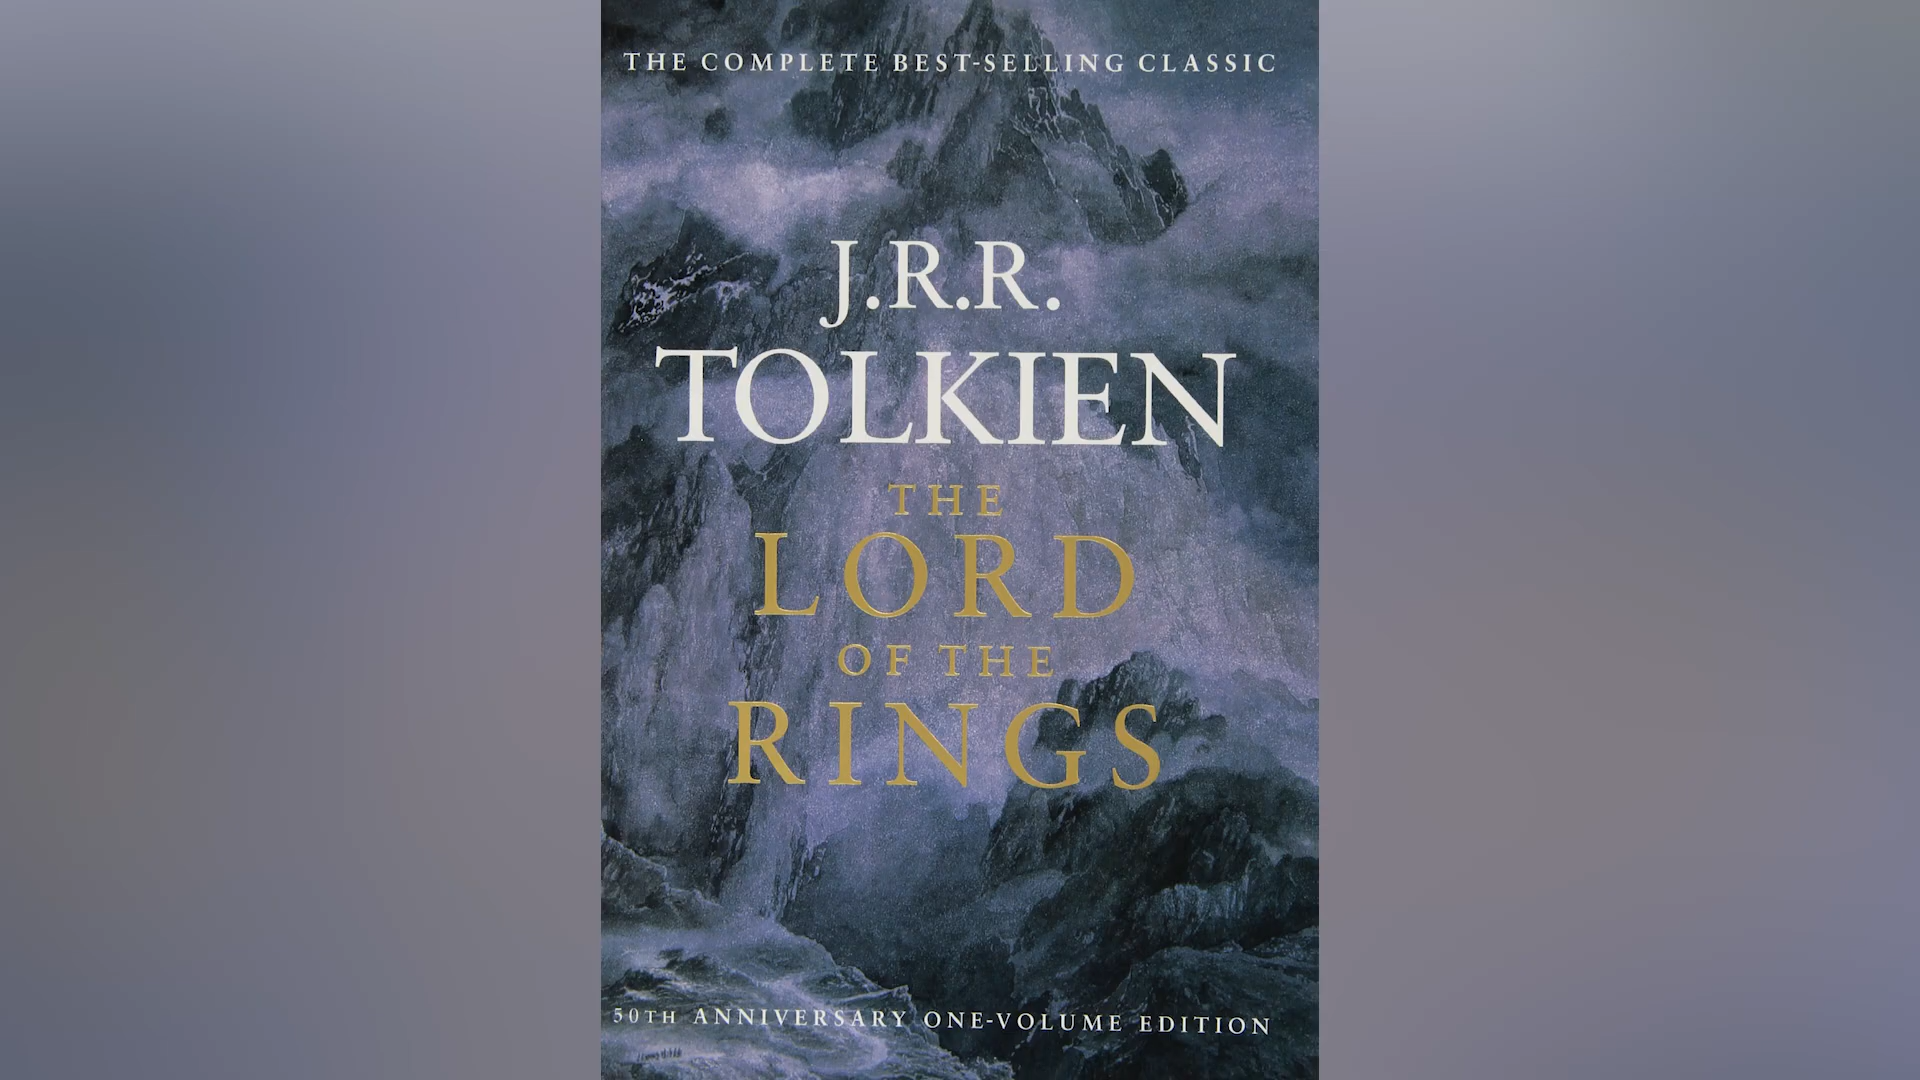 THE COMPLETE BEST-SELLING CLASSIC
J.R.R.
TOLKIEN
THE
LORD
OF THE
RINGS
50TH ANNIVERSARY ONE-VOLUME EDITION